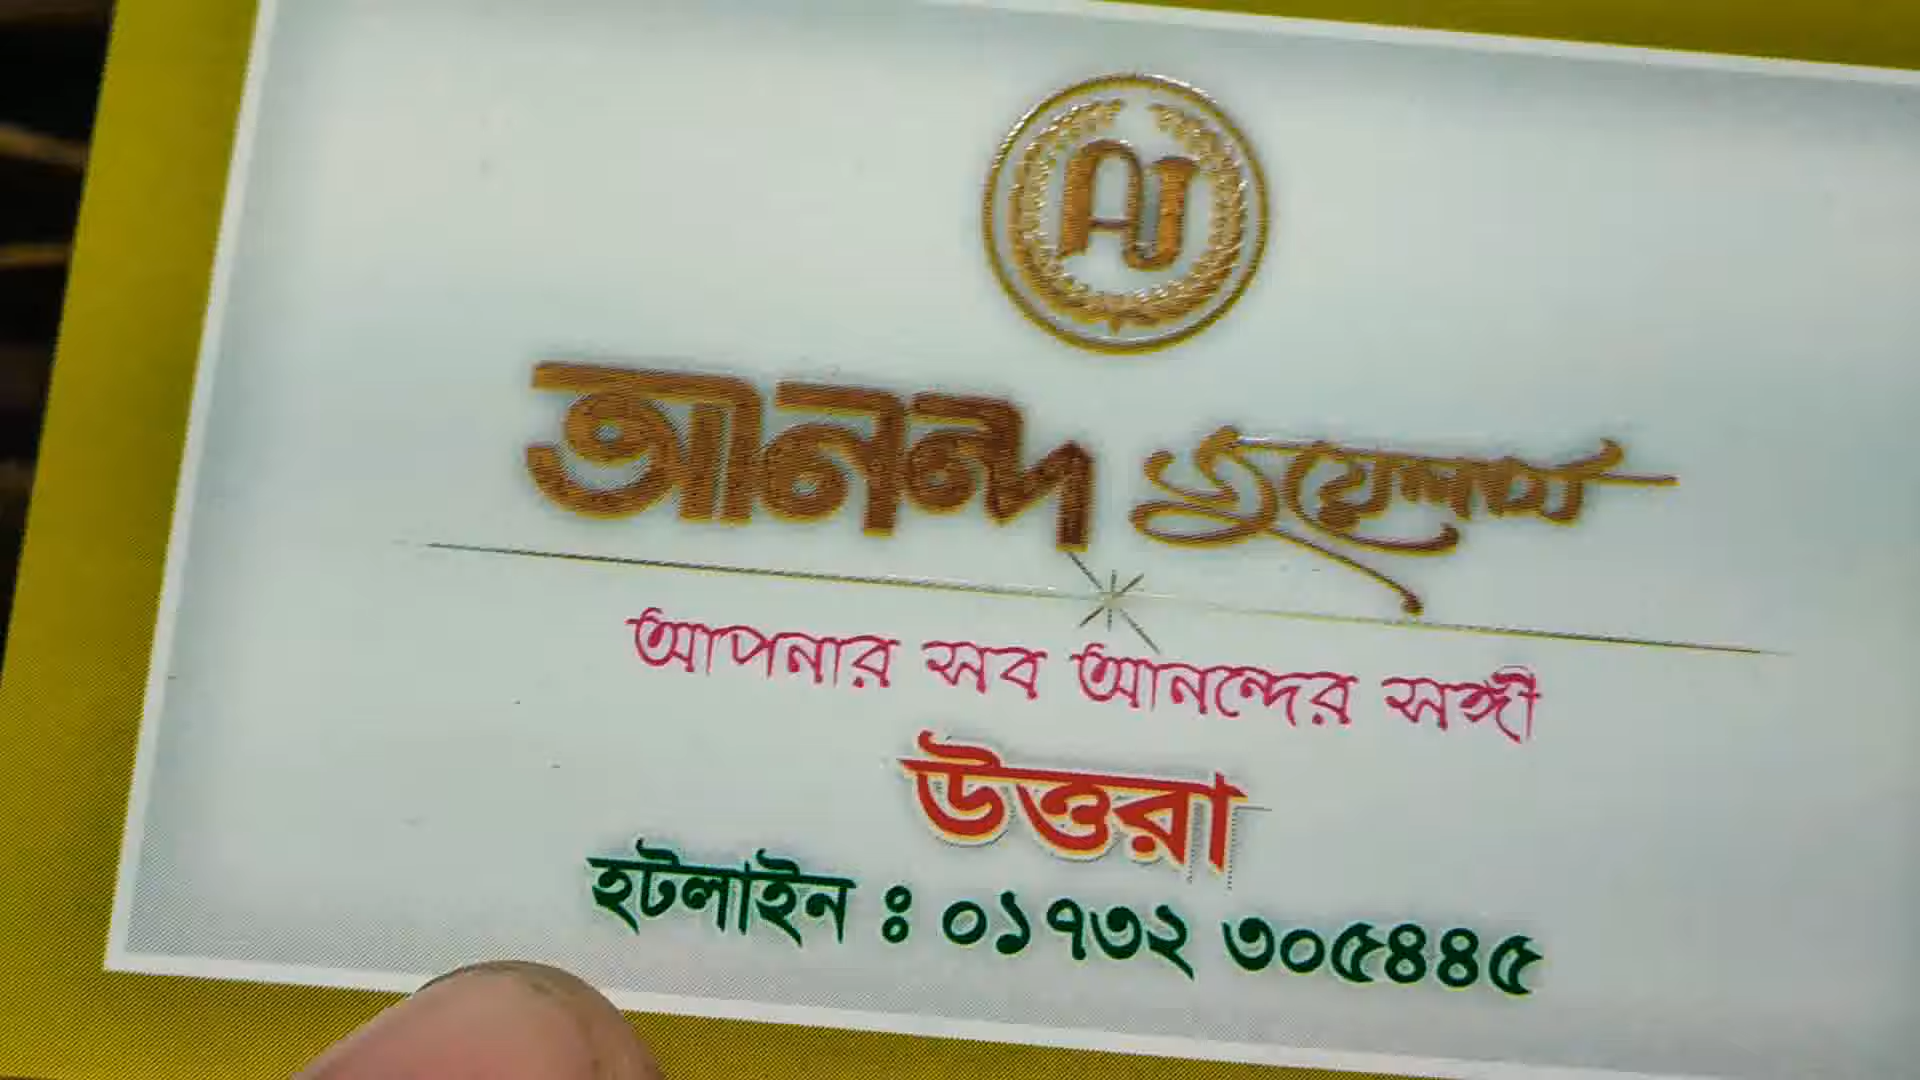 AJ
আনন্দ জুয়েলার্স
আপনার সব আনন্দের সঙ্গী
উত্তরা
হটলাইন ঃ ০১৭৩২ ৩০৫৪৪৫